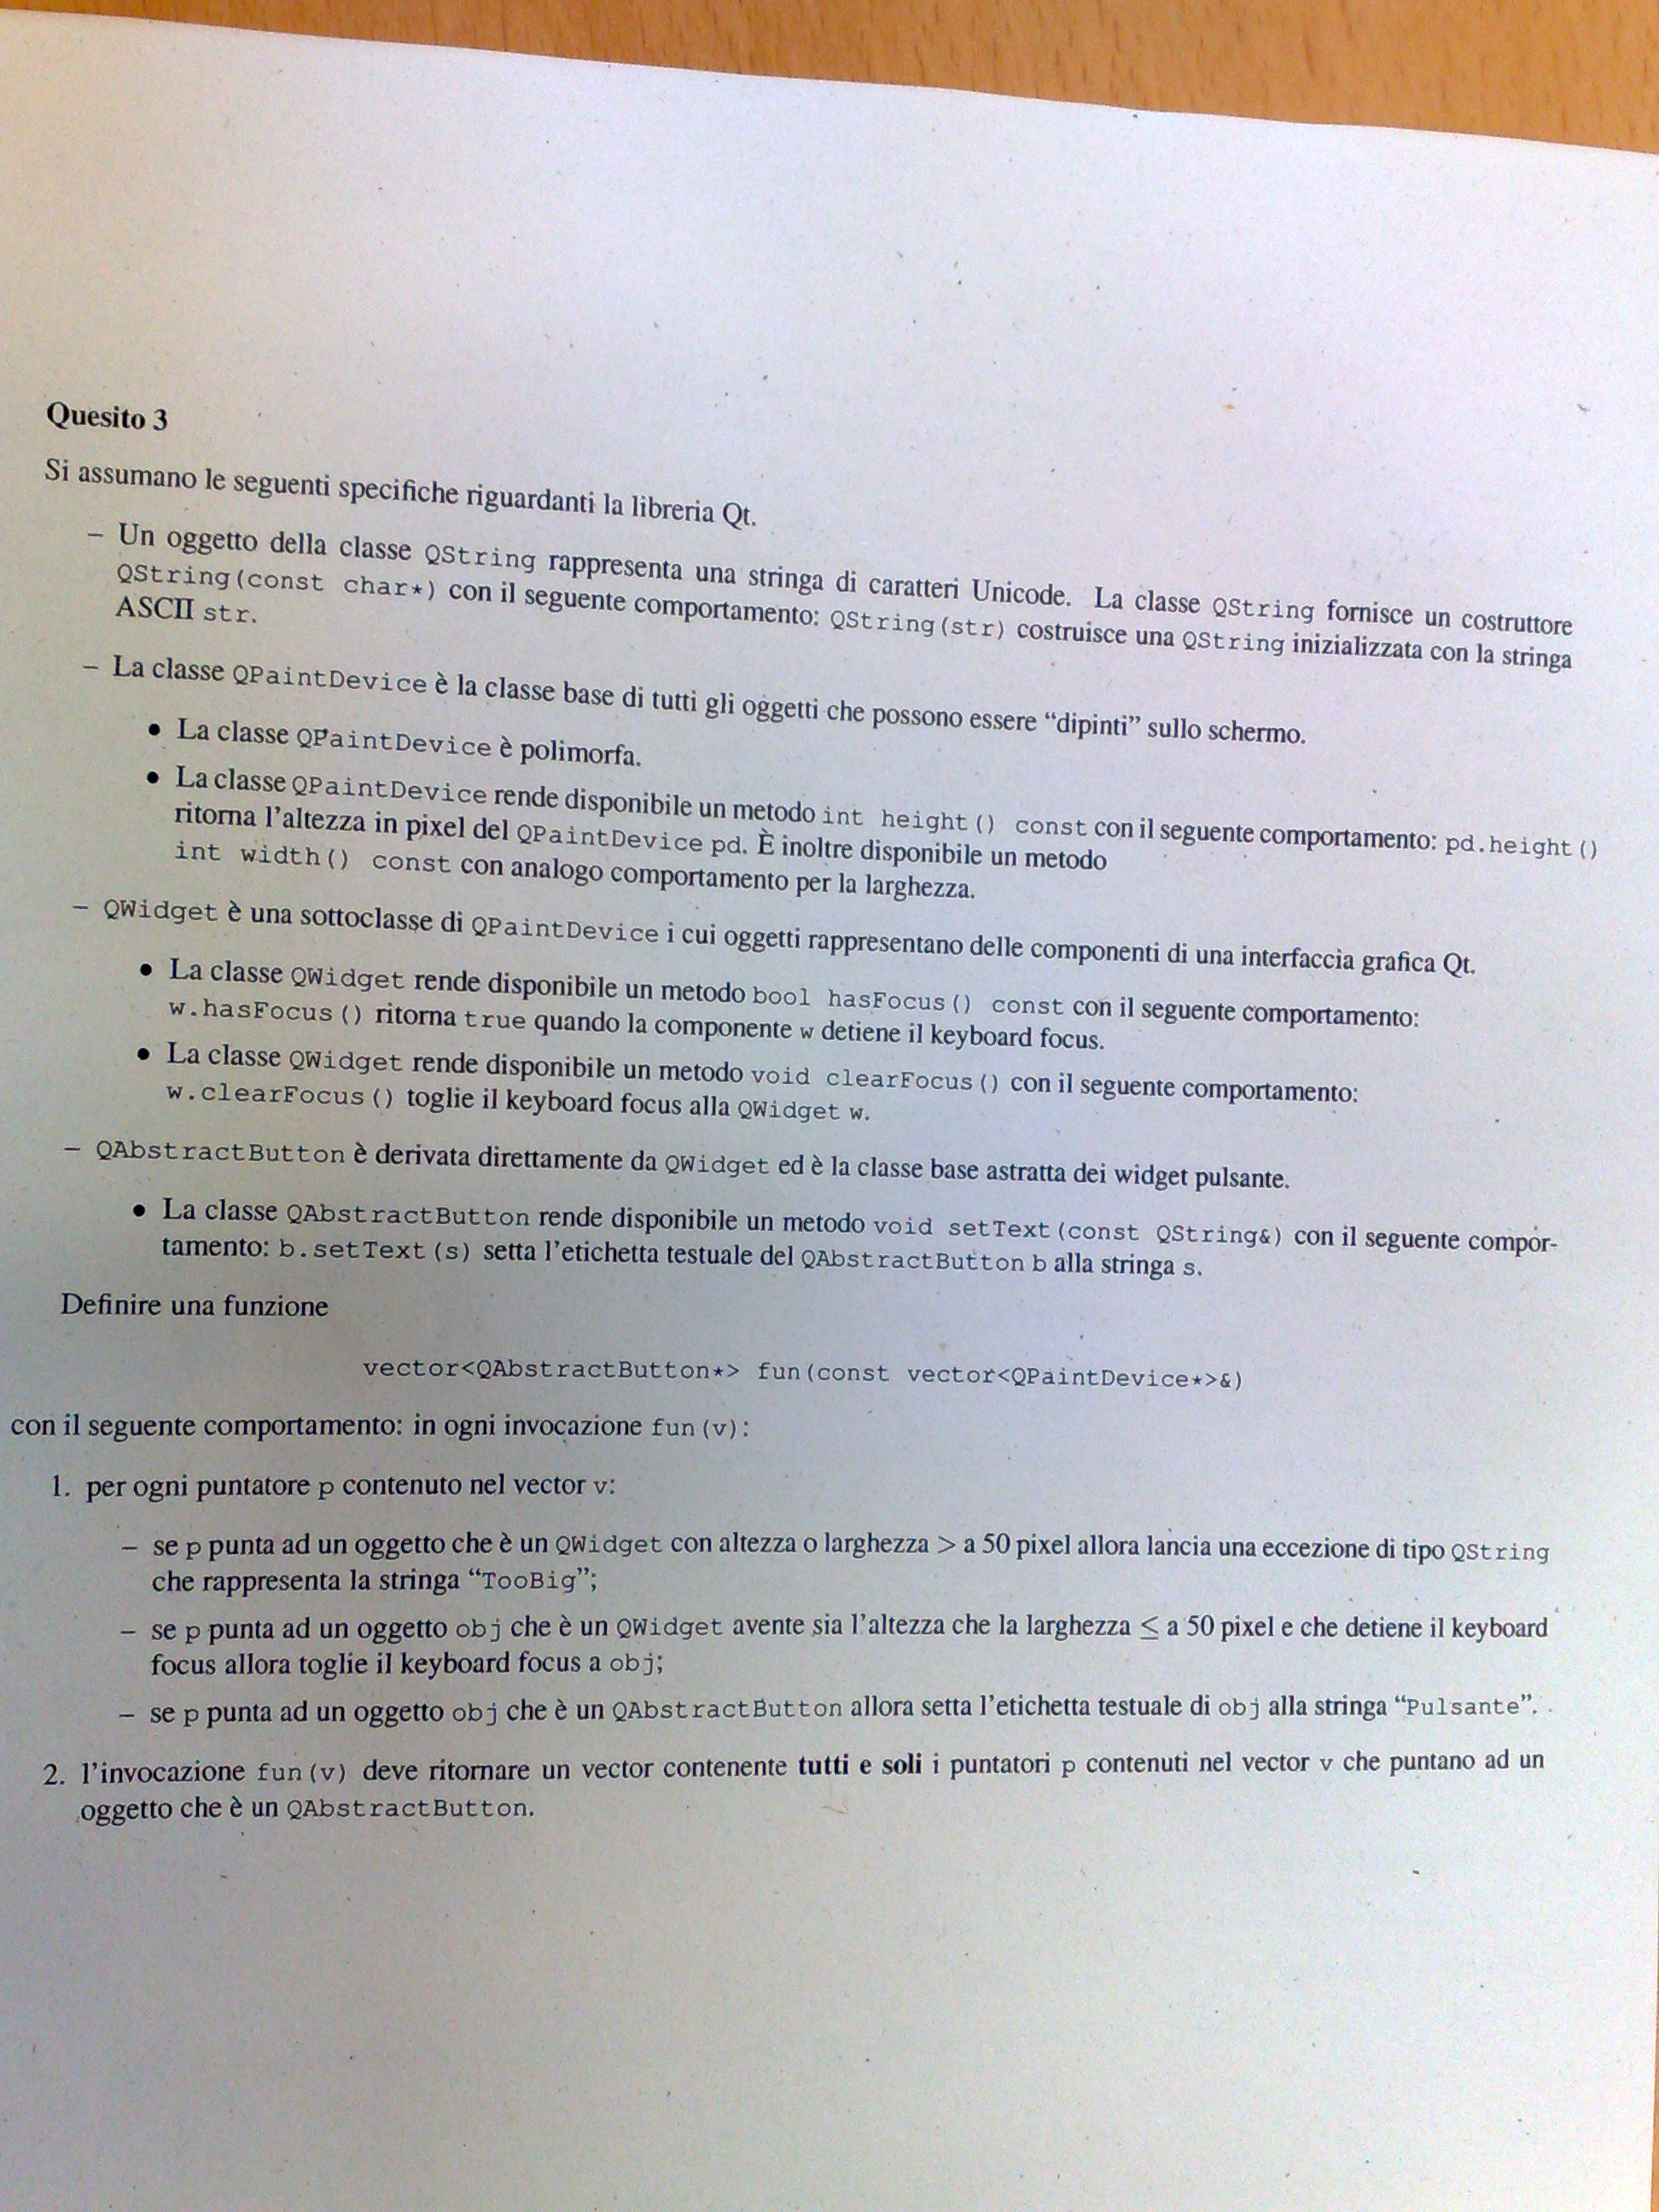 Quesito 3
Si assumano le seguenti specifiche riguardanti la libreria Qt.
– Un oggetto della classe QString rappresenta una stringa di caratteri Unicode. La classe QString fornisce un costruttore
QString(const char*) con il seguente comportamento: QString(str) costruisce una QString inizializzata con la stringa
ASCII str.
– La classe QPaintDevice è la classe base di tutti gli oggetti che possono essere “dipinti” sullo schermo.
• La classe QPaintDevice è polimorfa.
• La classe QPaintDevice rende disponibile un metodo int height() const con il seguente comportamento: pd.height()
ritorna l'altezza in pixel del QPaintDevice pd. È inoltre disponibile un metodo
int width() const con analogo comportamento per la larghezza.
– QWidget è una sottoclasse di QPaintDevice i cui oggetti rappresentano delle componenti di una interfaccia grafica Qt.
• La classe QWidget rende disponibile un metodo bool hasFocus() const con il seguente comportamento:
w.hasFocus() ritorna true quando la componente w detiene il keyboard focus.
• La classe QWidget rende disponibile un metodo void clearFocus() con il seguente comportamento:
w.clearFocus() toglie il keyboard focus alla QWidget w.
– QAbstractButton è derivata direttamente da QWidget ed è la classe base astratta dei widget pulsante.
• La classe QAbstractButton rende disponibile un metodo void setText(const QString&) con il seguente compor-
tamento: b.setText(s) setta l'etichetta testuale del QAbstractButton b alla stringa s.
Definire una funzione
vector<QAbstractButton*> fun(const vector<QPaintDevice*>&)
con il seguente comportamento: in ogni invocazione fun(v):
1. per ogni puntatore p contenuto nel vector v:
– se p punta ad un oggetto che è un QWidget con altezza o larghezza > a 50 pixel allora lancia una eccezione di tipo QString
che rappresenta la stringa “TooBig”;
– se p punta ad un oggetto obj che è un QWidget avente sia l'altezza che la larghezza ≤ a 50 pixel e che detiene il keyboard
focus allora toglie il keyboard focus a obj;
– se p punta ad un oggetto obj che è un QAbstractButton allora setta l'etichetta testuale di obj alla stringa “Pulsante”.
2. l'invocazione fun(v) deve ritornare un vector contenente tutti e soli i puntatori p contenuti nel vector v che puntano ad un
oggetto che è un QAbstractButton.